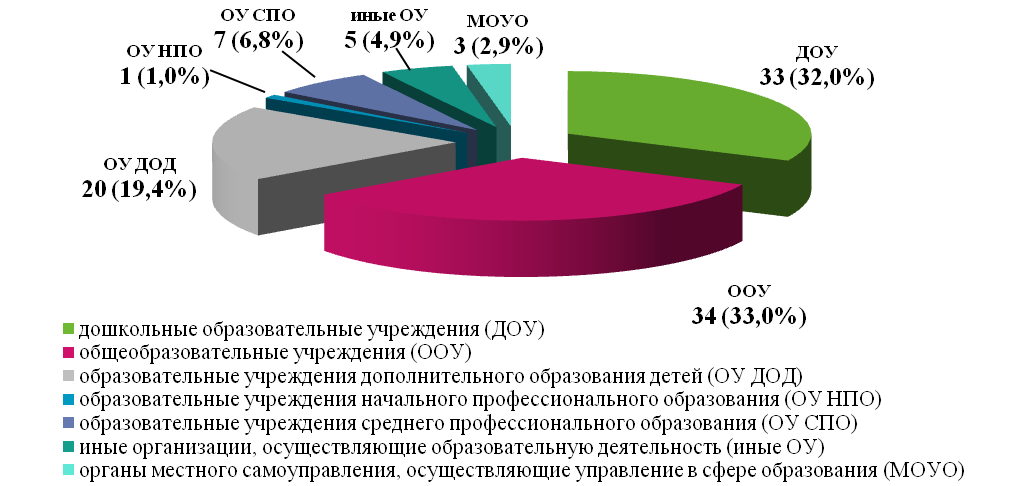 ОУ СПО
7 (6,8%)
иные ОУ
5 (4,9%)
МОУО
3 (2,9%)
ОУ НПО
1 (1,0%)
ДОУ
33 (32,0%)
ОУ ДОД
20 (19,4%)
ООУ
34 (33,0%)
дошкольные образовательные учреждения (ДОУ)
общеобразовательные учреждения (ООУ)
образовательные учреждения дополнительного образования детей (ОУ ДОД)
образовательные учреждения начального профессионального образования (ОУ НПО)
образовательные учреждения среднего профессионального образования (ОУ СПО)
иные организации, осуществляющие образовательную деятельность (иные ОУ)
органы местного самоуправления, осуществляющие управление в сфере образования (МОУО)